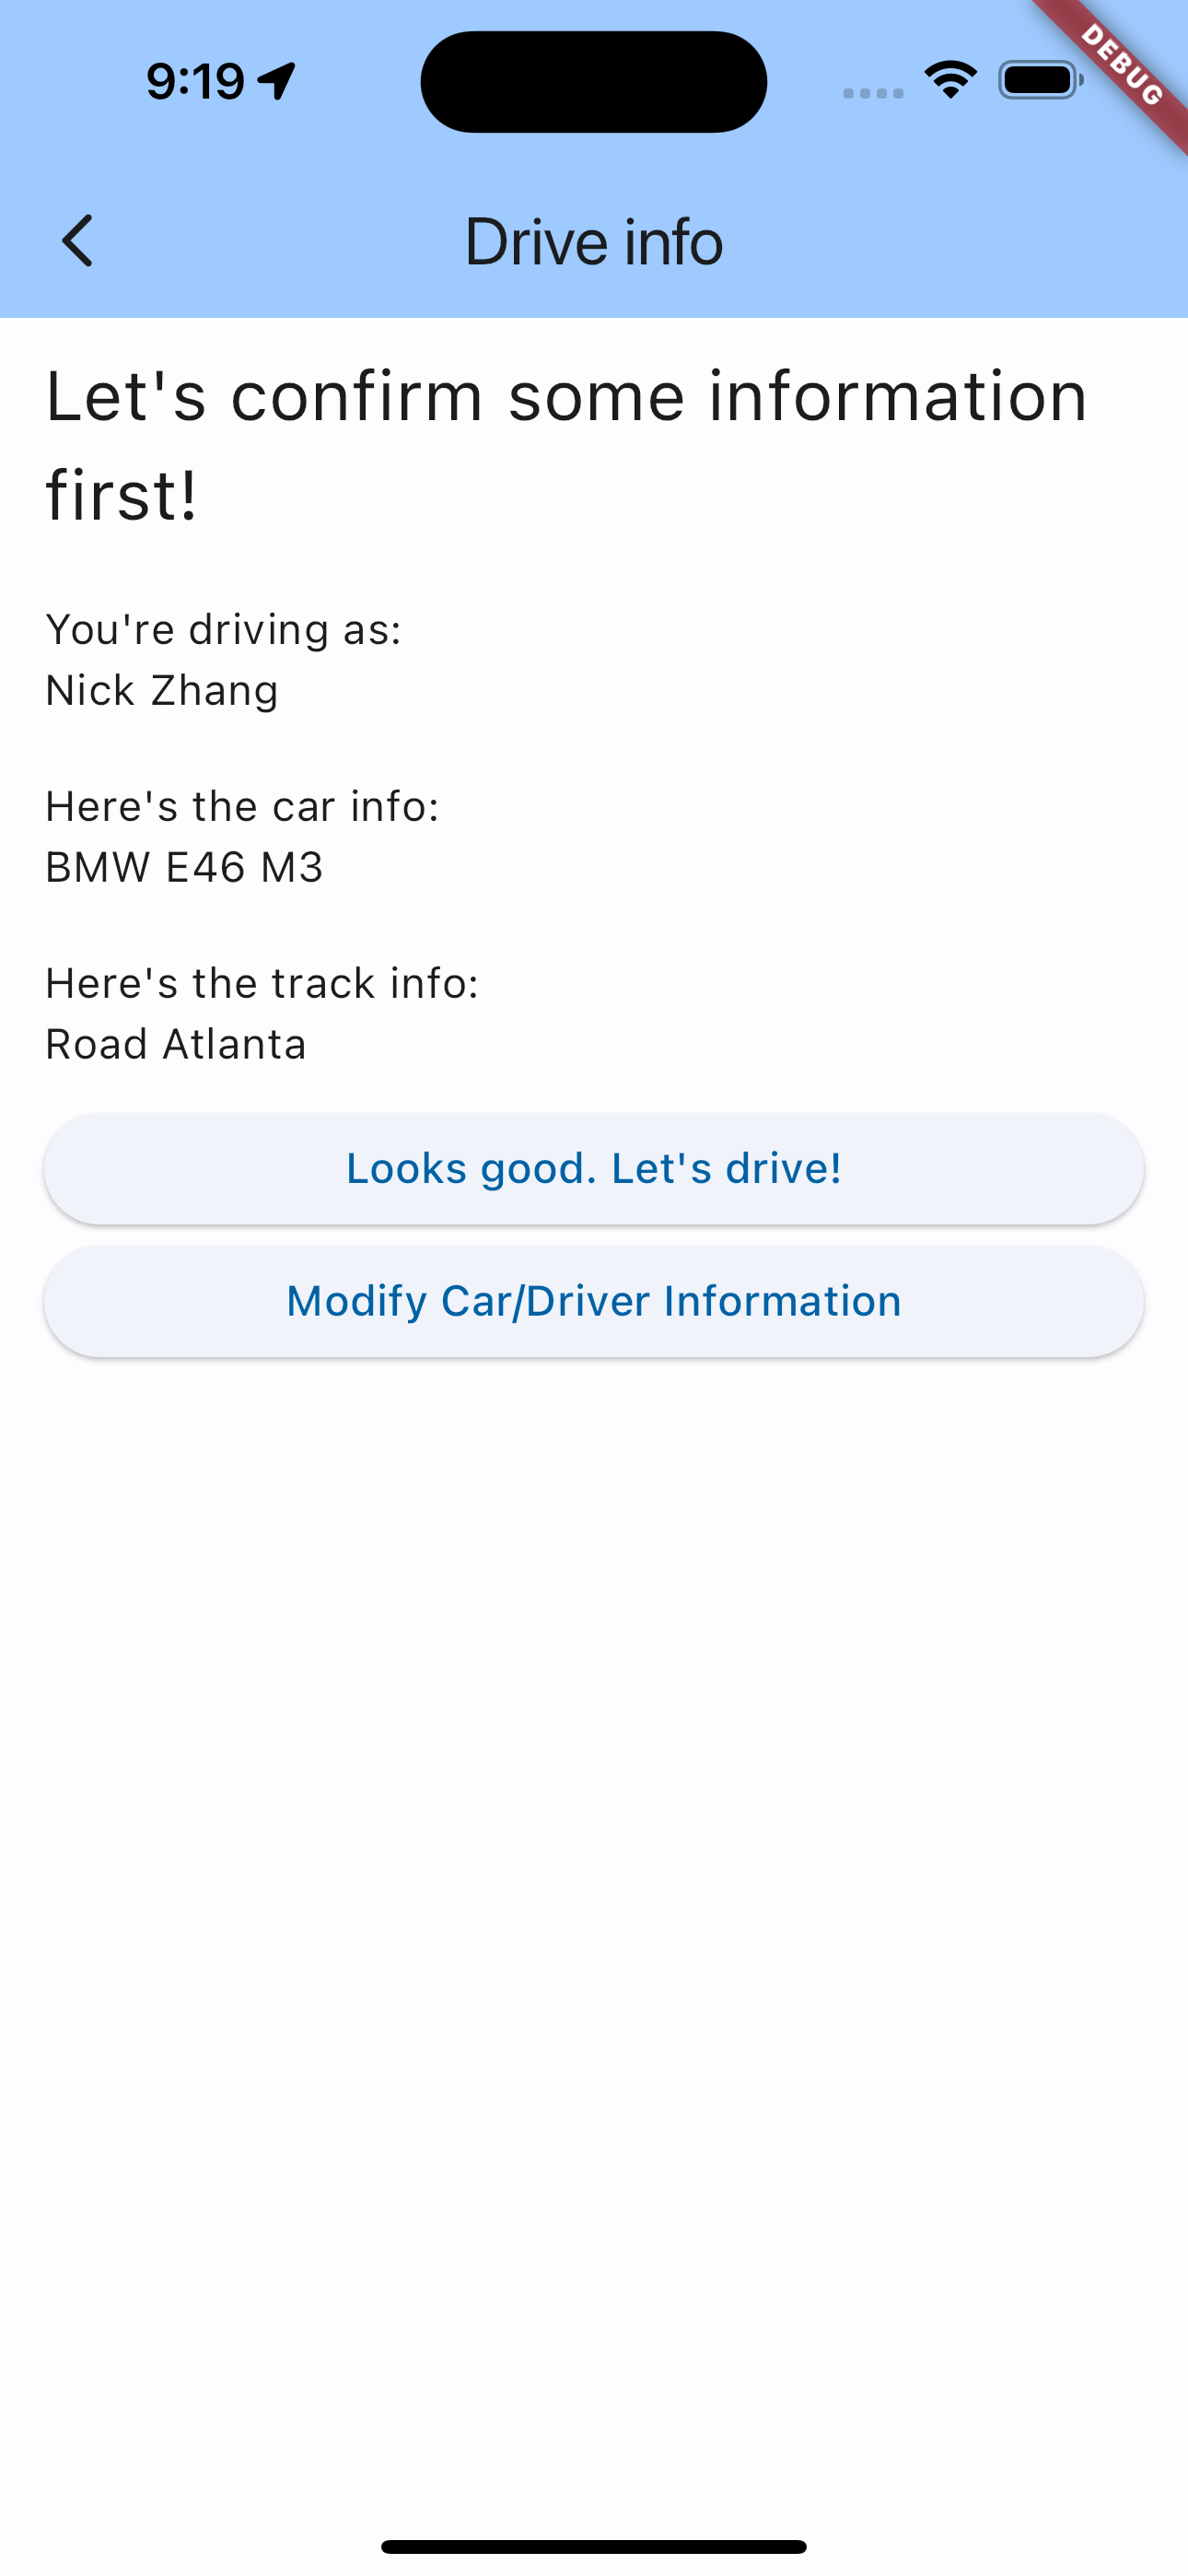 9:19
DEBUG
Drive info
Let's confirm some information
first!
You're driving as:
Nick Zhang
Here's the car info:
BMW E46 M3
Here's the track info:
Road Atlanta
Looks good. Let's drive!
Modify Car/Driver Information